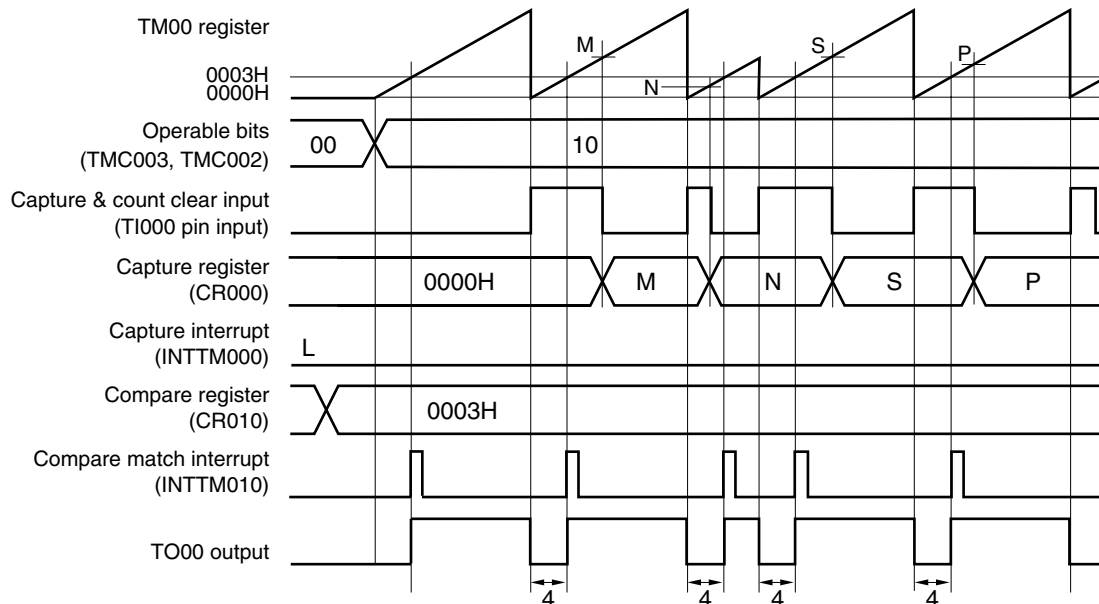 TM00 register
M
S
P
0003H
0000H
N
Operable bits
(TMC003, TMC002)
00
10
Capture & count clear input
(TI000 pin input)
Capture register
(CR000)
0000H
M
N
S
P
Capture interrupt
(INTTM000)
L
Compare register
(CR010)
0003H
Compare match interrupt
(INTTM010)
TO00 output
4
4
4
4